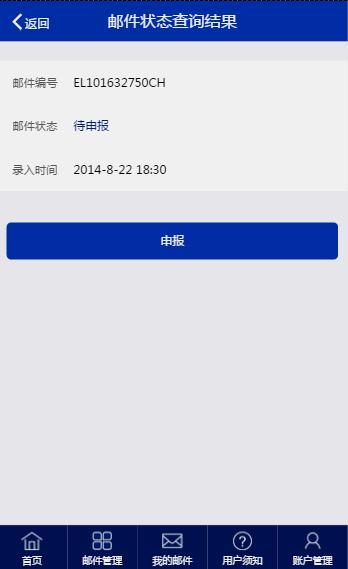 返回 邮件状态查询结果
邮件编号 EL101632750CH
邮件状态 待申报
录入时间 2014-8-22 18:30
申报
首页 邮件管理 我的邮件 用户须知 账户管理